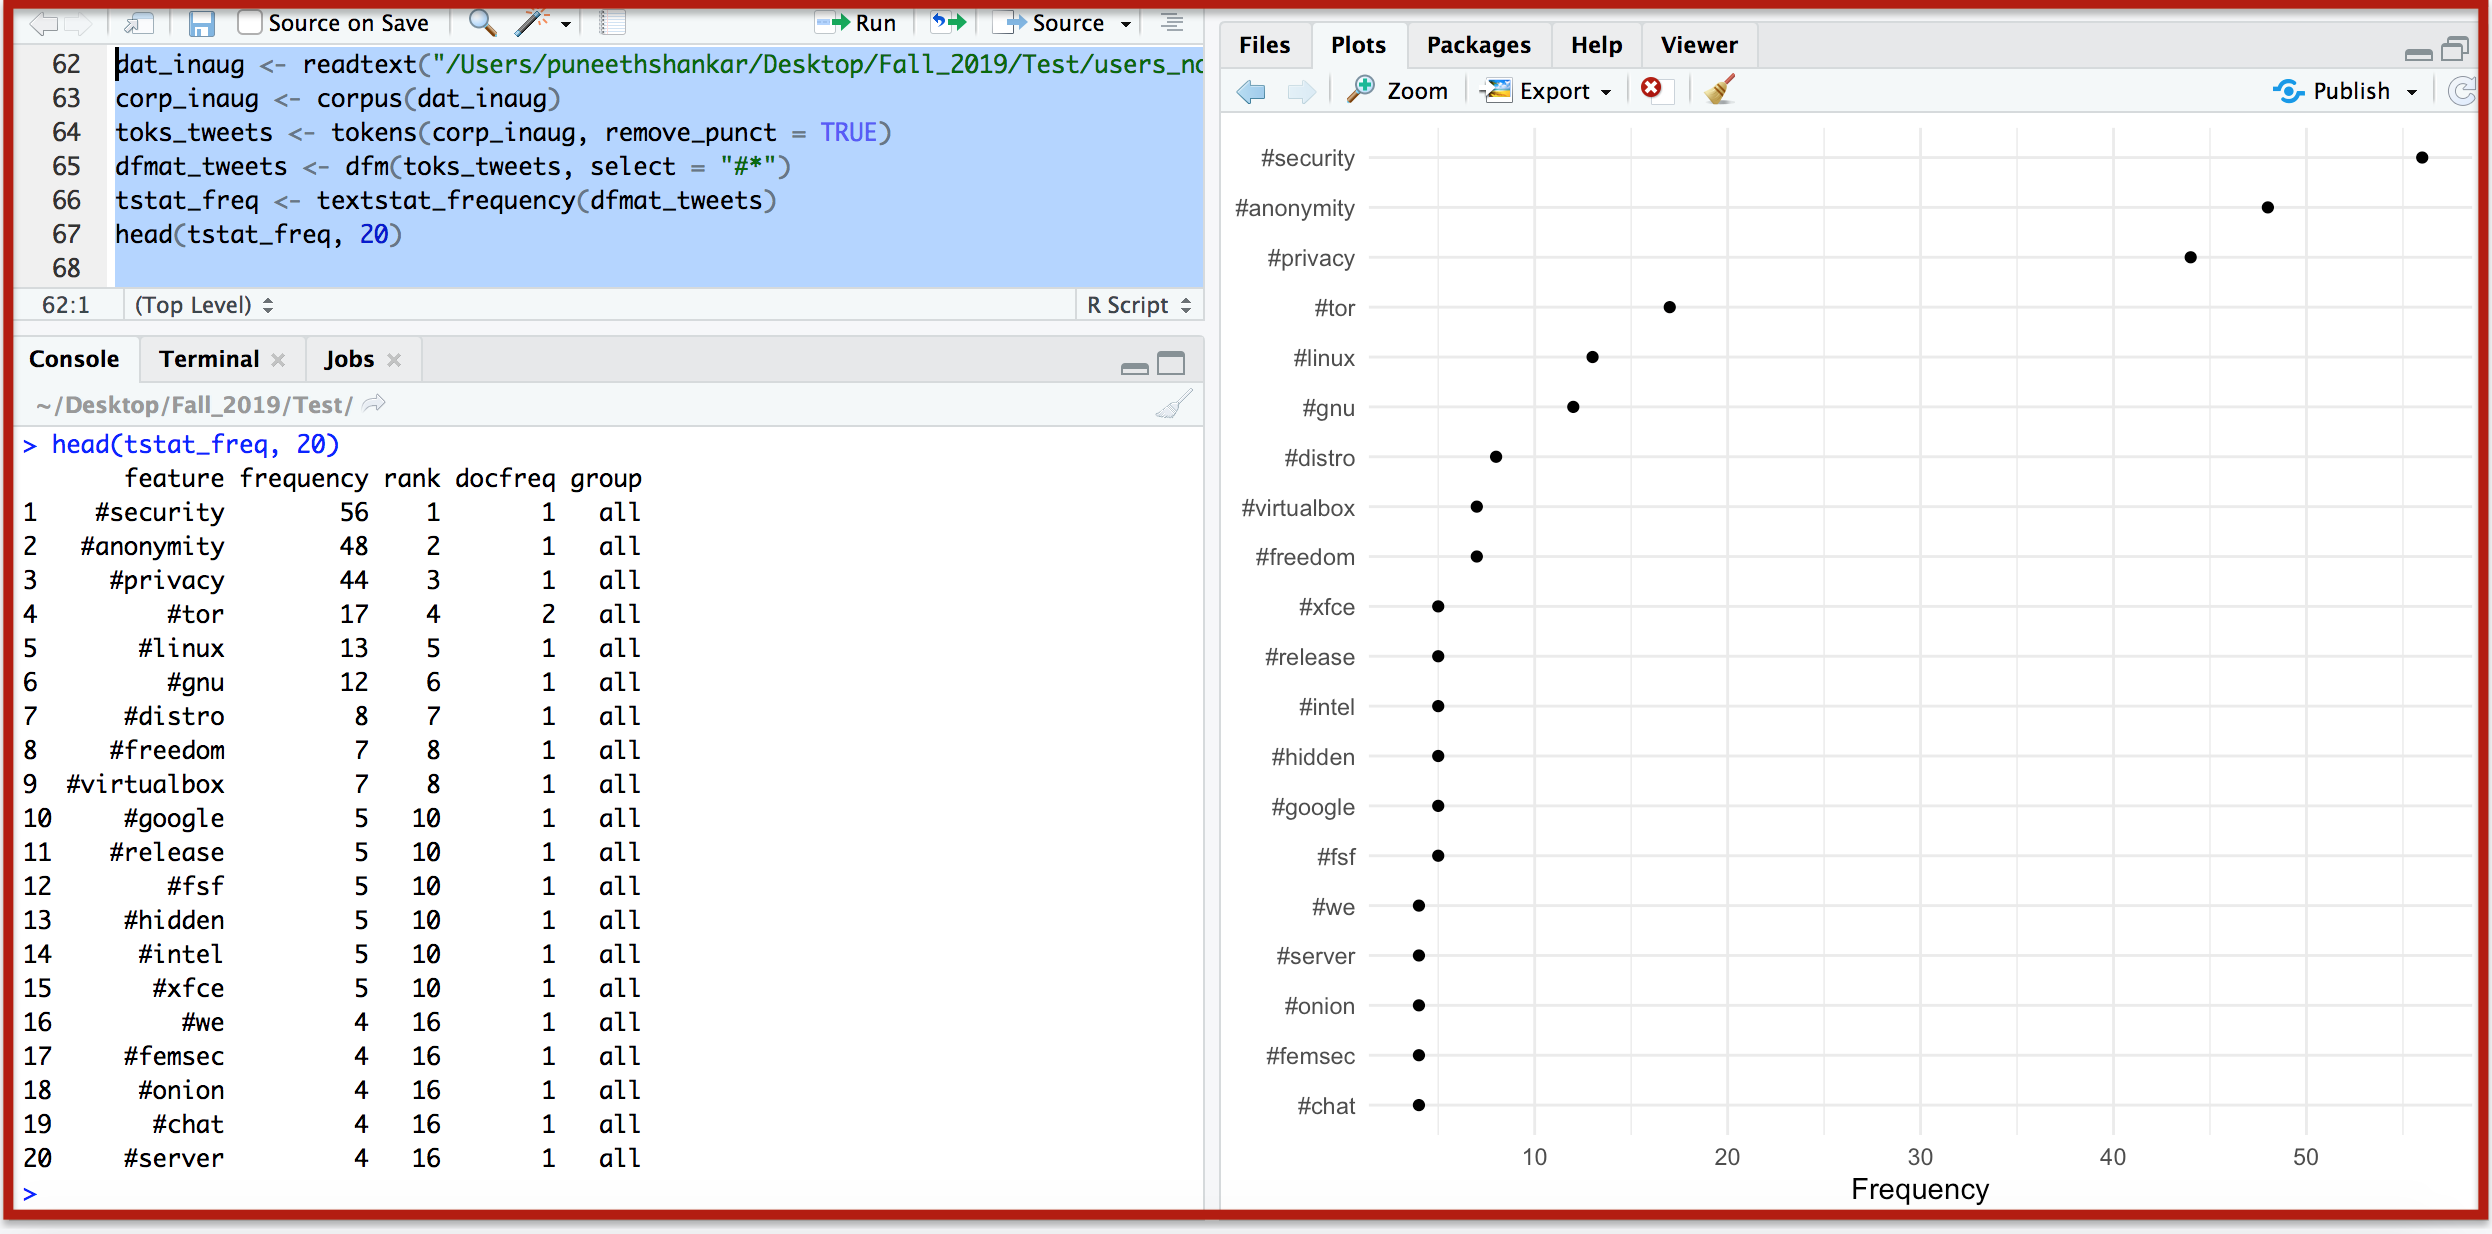 Source on Save Run Source
62 dat_inaug <- readtext("/Users/puneethshankar/Desktop/Fall_2019/Test/users_
63 corp_inaug <- corpus(dat_inaug)
64 toks_tweets <- tokens(corp_inaug, remove_punct = TRUE)
65 dfmat_tweets <- dfm(toks_tweets, select = "#*")
66 tstat_freq <- textstat_frequency(dfmat_tweets)
67 head(tstat_freq, 20)
68
62:1 (Top Level) R Script
Console Terminal Jobs
~/Desktop/Fall_2019/Test/
> head(tstat_freq, 20)
feature frequency rank docfreq group
1 #security 56 1 1 all
2 #anonymity 48 2 1 all
3 #privacy 44 3 1 all
4 #tor 17 4 2 all
5 #linux 13 5 1 all
6 #gnu 12 6 1 all
7 #distro 8 7 1 all
8 #freedom 7 8 1 all
9 #virtualbox 7 8 1 all
10 #google 5 10 1 all
11 #release 5 10 1 all
12 #fsf 5 10 1 all
13 #hidden 5 10 1 all
14 #intel 5 10 1 all
15 #xfce 5 10 1 all
16 #we 4 16 1 all
17 #femsec 4 16 1 all
18 #onion 4 16 1 all
19 #chat 4 16 1 all
20 #server 4 16 1 all
>
Files Plots Packages Help Viewer
Zoom Export Publish
#security
#anonymity
#privacy
#tor
#linux
#gnu
#distro
#virtualbox
#freedom
#xfce
#release
#intel
#hidden
#google
#fsf
#we
#server
#onion
#femsec
#chat
10 20 30 40 50
Frequency